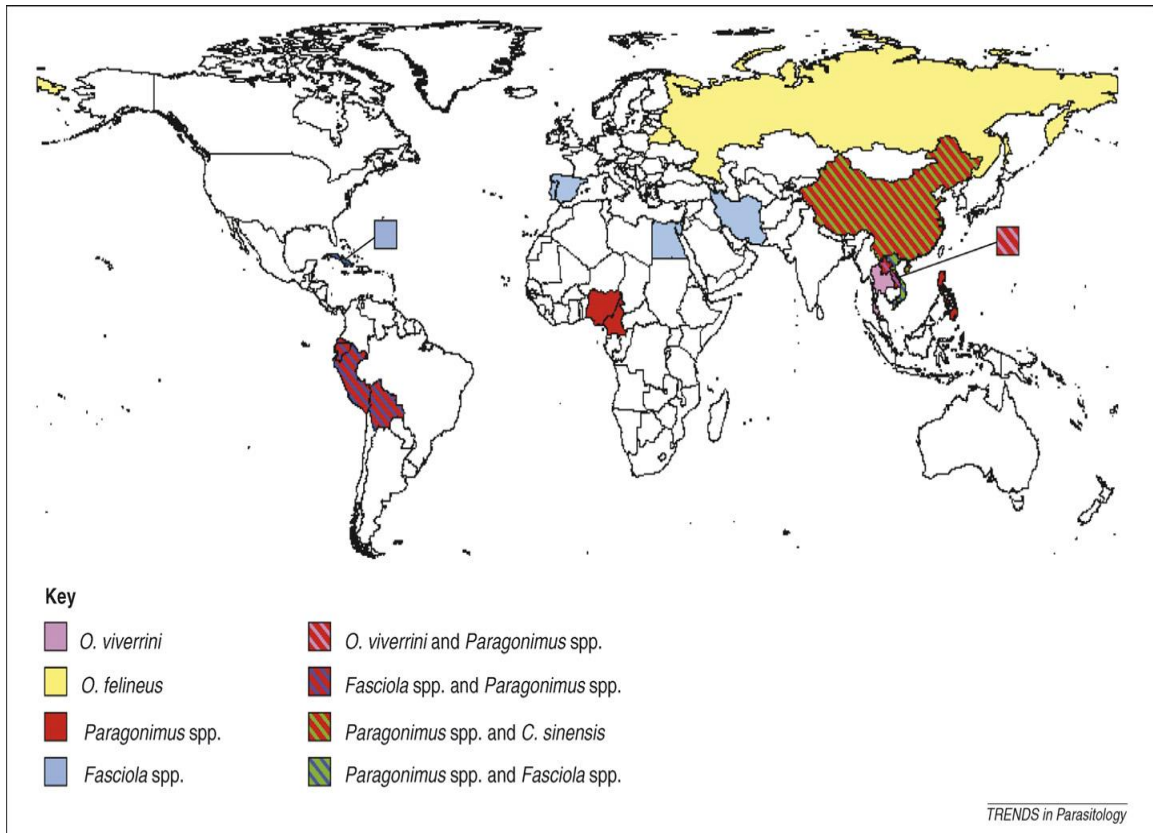 Key
O. viverrini
O. felineus
Paragonimus spp.
Fasciola spp.
O. viverrini and Paragonimus spp.
Fasciola spp. and Paragonimus spp.
Paragonimus spp. and C. sinensis
Paragonimus spp. and Fasciola spp.
TRENDS in Parasitology